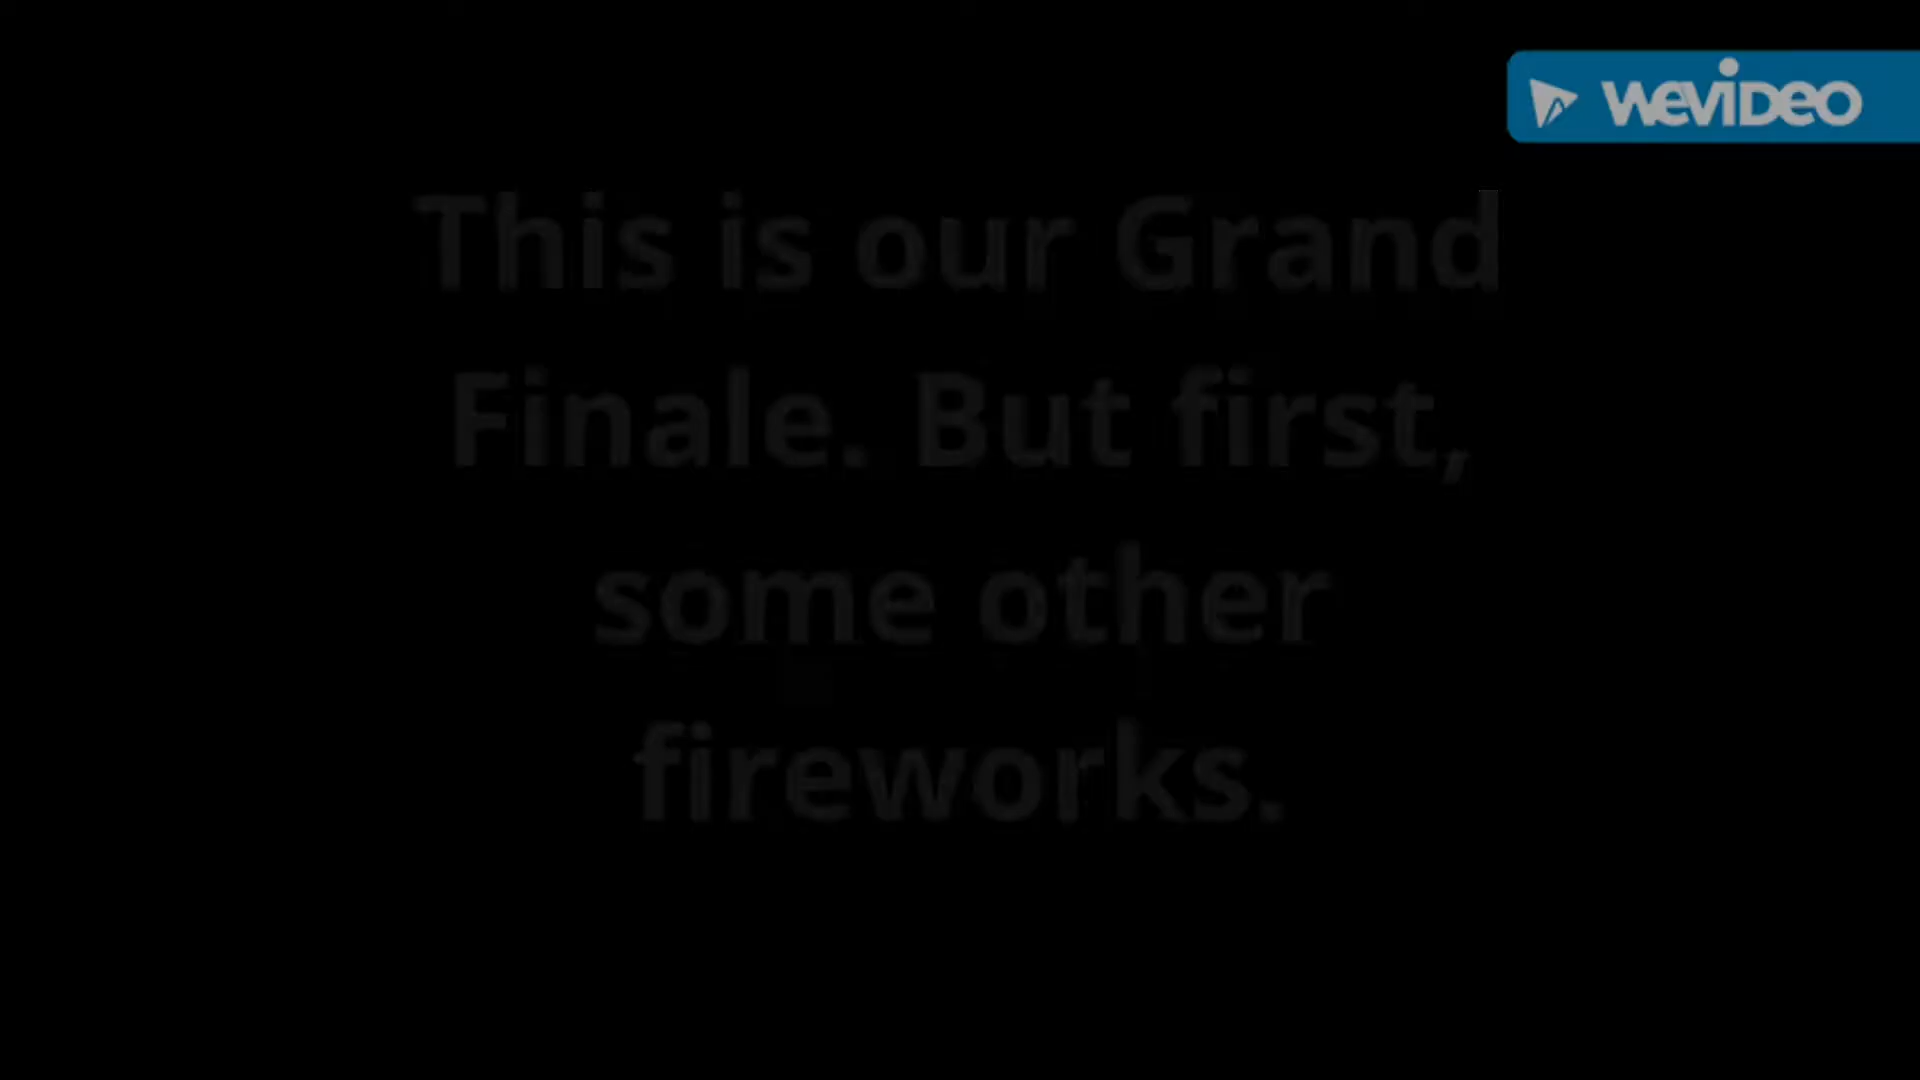 WeVideo
This is our Grand
Finale. But first,
some other
fireworks.